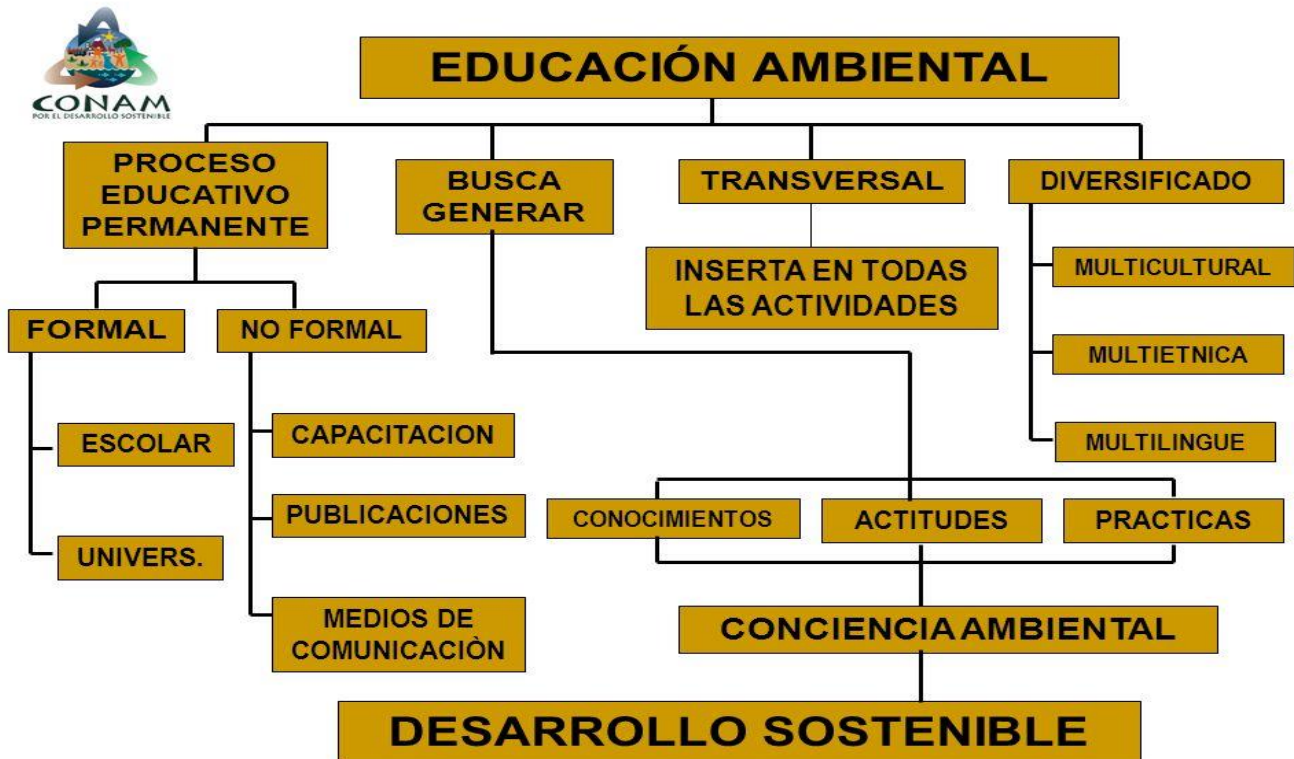 CONAM
POR EL DESARROLLO SOSTENIBLE
EDUCACIÓN AMBIENTAL
PROCESO
EDUCATIVO
PERMANENTE
BUSCA
GENERAR
TRANSVERSAL
DIVERSIFICADO
INSERTA EN TODAS
LAS ACTIVIDADES
MULTICULTURAL
MULTIETNICA
MULTILINGUE
FORMAL
NO FORMAL
ESCOLAR
UNIVERS.
CAPACITACION
PUBLICACIONES
MEDIOS DE
COMUNICACIÒN
CONOCIMIENTOS
ACTITUDES
PRACTICAS
CONCIENCIA AMBIENTAL
DESARROLLO SOSTENIBLE